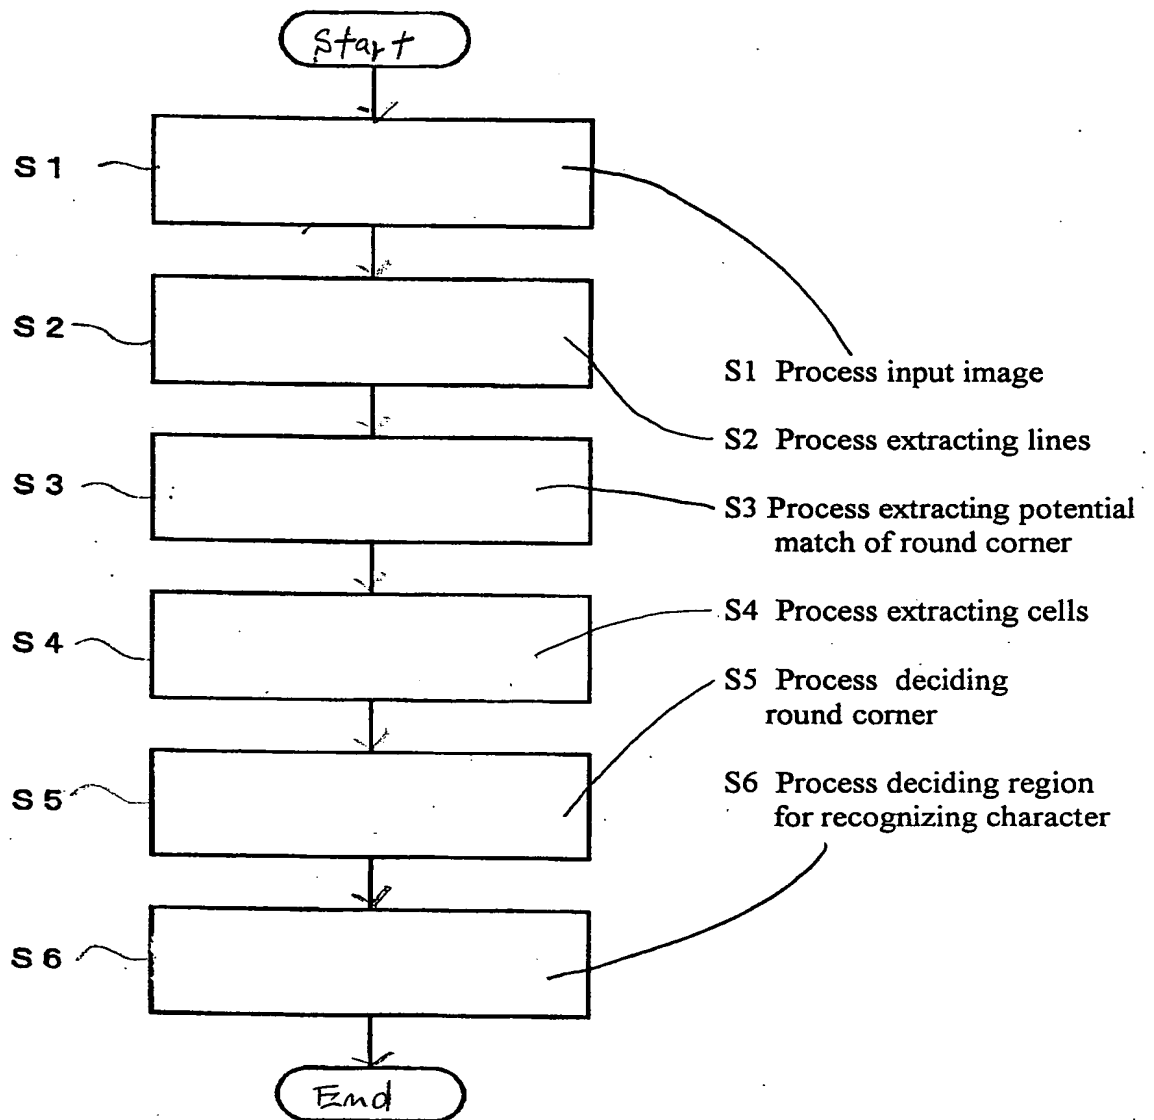 Start
S1
S2
S1 Process input image
S2 Process extracting lines
S3
S3 Process extracting potential
match of round corner
S4
S4 Process extracting cells
S5 Process deciding
round corner
S5
S6 Process deciding region
for recognizing character
S6
End